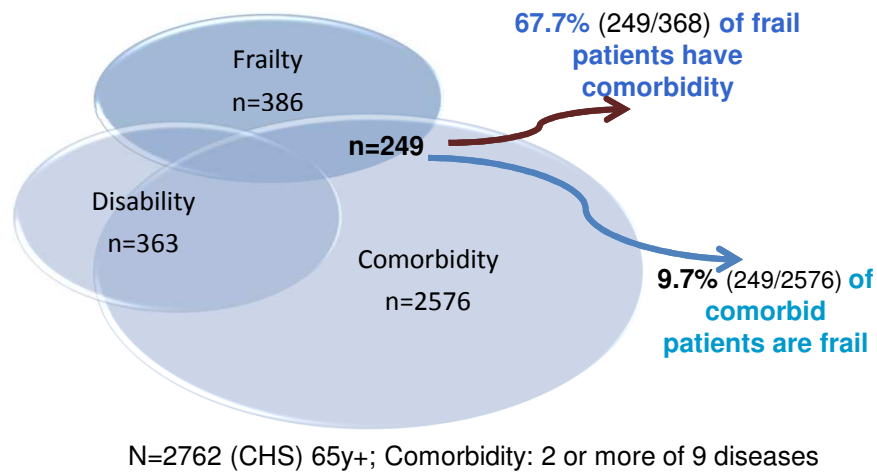 67.7% (249/368) of frail
patients have
comorbidity
Frailty
n=386
n=249
Disability
n=363
Comorbidity
n=2576
9.7% (249/2576) of
comorbid
patients are frail
N=2762 (CHS) 65y+; Comorbidity: 2 or more of 9 diseases